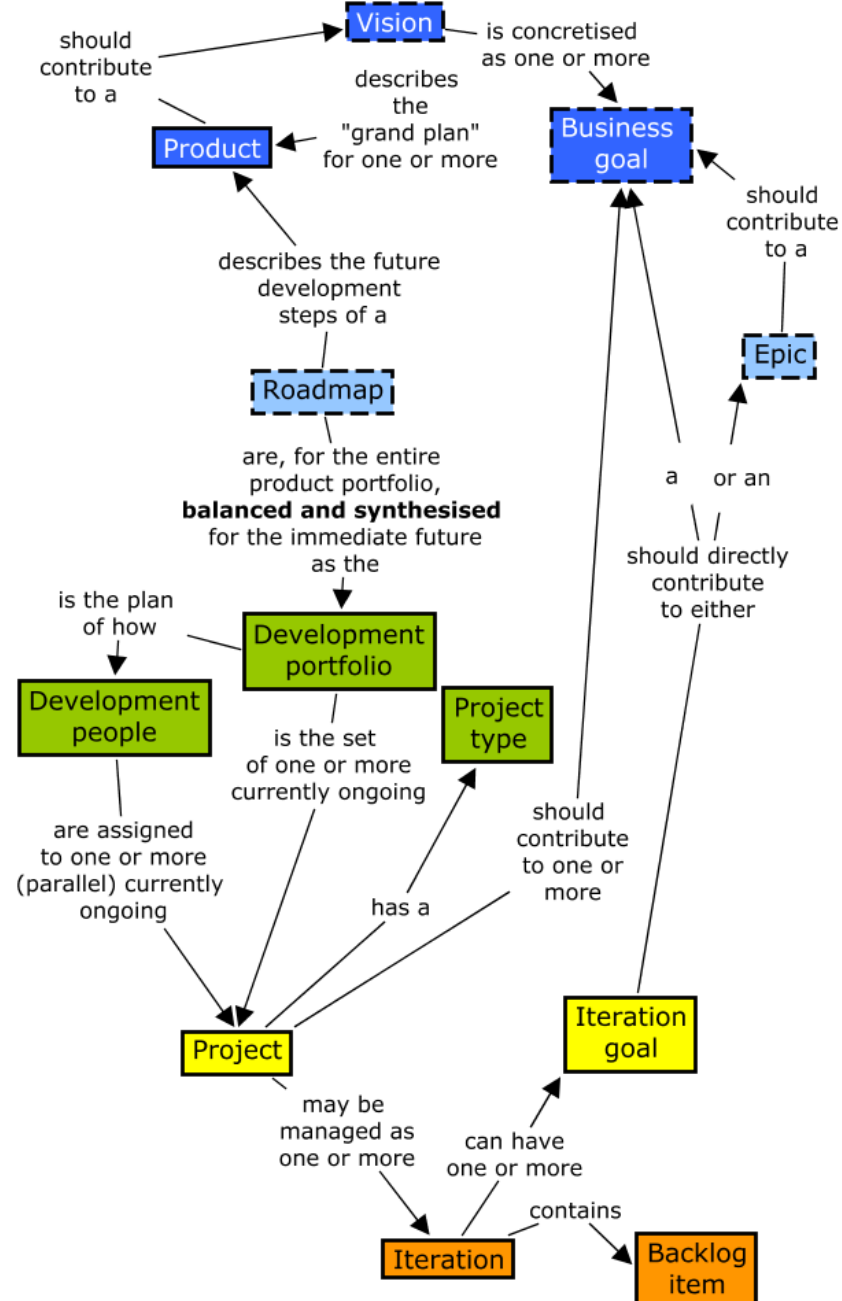 Vision
should
contribute
to a
is concretised
as one or more
describes
the
"grand plan"
for one or more
Product
Business
goal
should
contribute
to a
describes the future
development
steps of a
Epic
Roadmap
are, for the entire
product portfolio,
balanced and synthesised
for the immediate future
as the
a
or an
should directly
contribute
to either
is the plan
of how
Development
portfolio
Development
people
Project
type
is the set
of one or more
currently ongoing
are assigned
to one or more
(parallel) currently
ongoing
should
contribute
to one or
more
has a
Project
Iteration
goal
may be
managed as
one or more
can have
one or more
contains
Iteration
Backlog
item